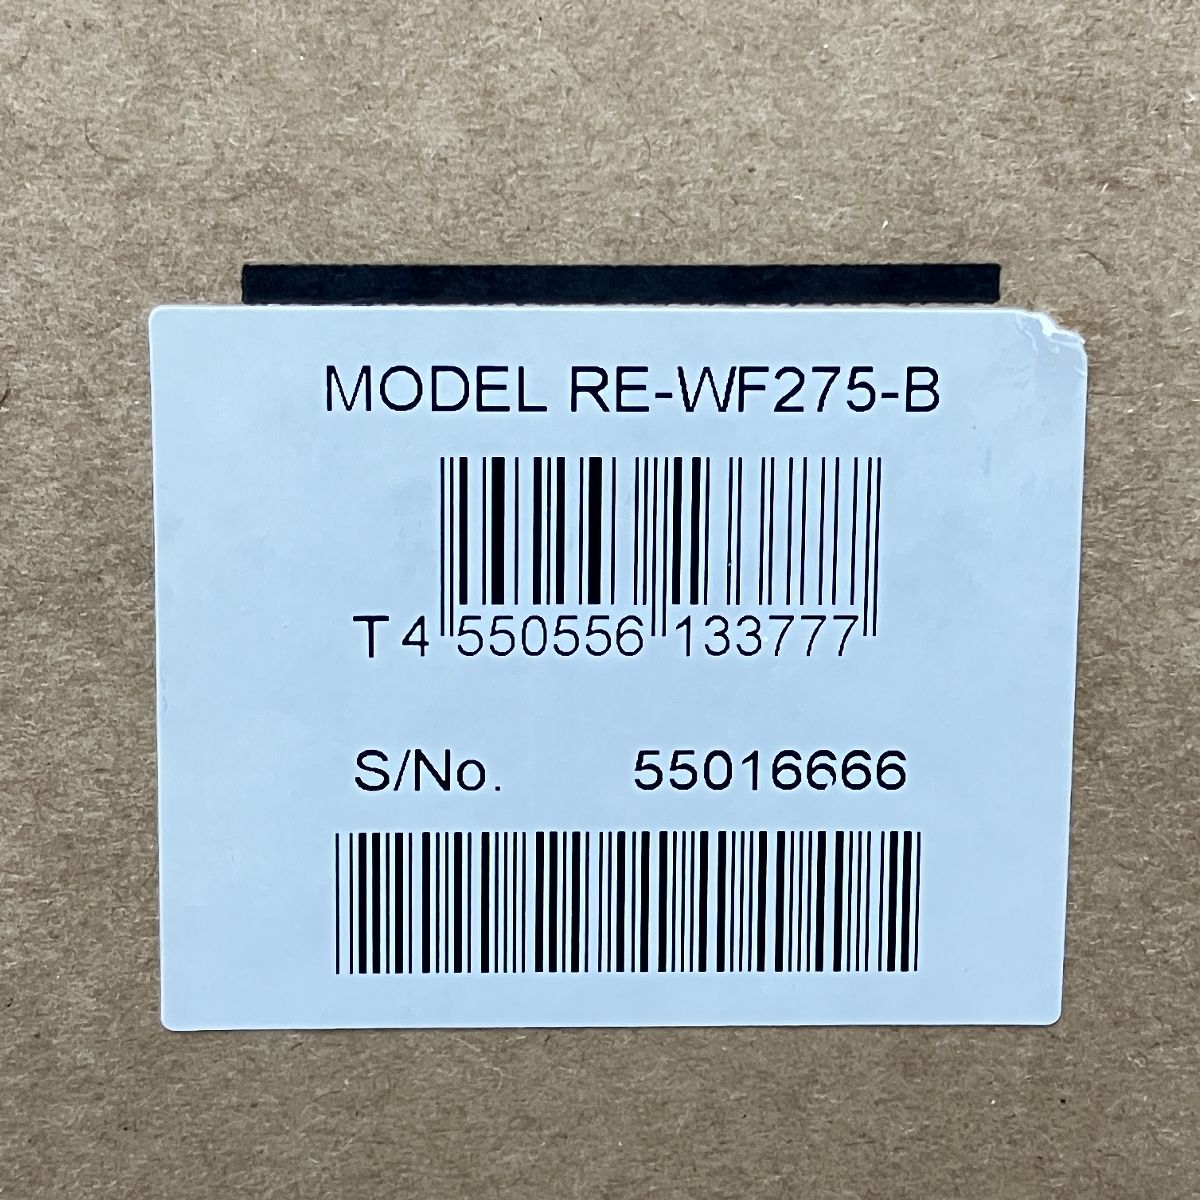 MODEL RE-WF275-B
T 4 550556 133777
S/No. 55016666